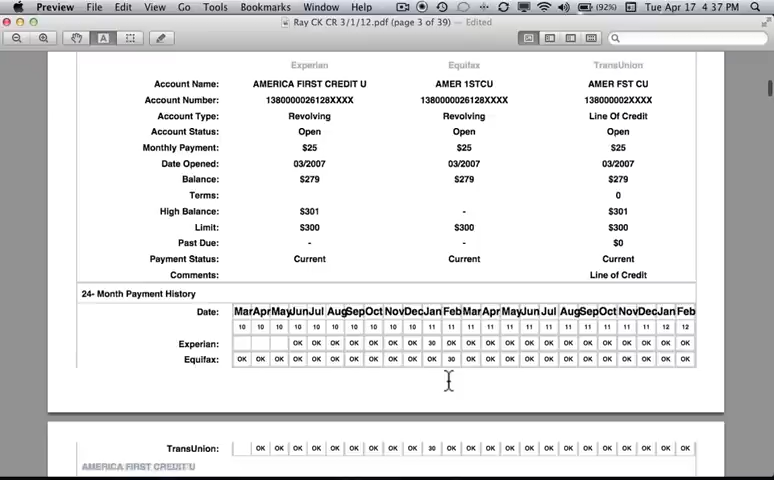 Preview File Edit View Go Tools Bookmarks Window Help (92%) Tue Apr 17 4:37 PM
Ray CK CR 3/1/12.pdf (page 3 of 39) — Edited
A
Experian Equifax TransUnion
Account Name: AMERICA FIRST CREDIT U AMER 1STCU AMER FST CU
Account Number: 1380000026128XXXX 1380000026128XXXX 138000002XXXX
Account Type: Revolving Revolving Line Of Credit
Account Status: Open Open Open
Monthly Payment: $25 $25 $25
Date Opened: 03/2007 03/2007 03/2007
Balance: $279 $279 $279
Terms: 0
High Balance: $301 - $301
Limit: $300 $300 $300
Past Due: - - $0
Payment Status: Current Current Current
Comments: Line of Credit
24- Month Payment History
Date: Mar Apr May Jun Jul Aug Sep Oct Nov Dec Jan Feb Mar Apr May Jun Jul Aug Sep Oct Nov Dec Jan Feb
10 10 10 10 10 10 10 10 10 10 11 11 11 11 11 11 11 11 11 11 11 11 12 12
Experian: OK OK OK OK OK OK OK 30 OK OK OK OK OK OK OK OK OK OK OK OK OK
Equifax: OK OK OK OK OK OK OK OK OK OK OK 30 OK OK OK OK OK OK OK OK OK OK OK OK
TransUnion: OK OK OK OK OK OK OK OK OK 30 OK OK OK OK OK OK OK OK OK OK OK OK OK
AMERICA FIRST CREDIT U